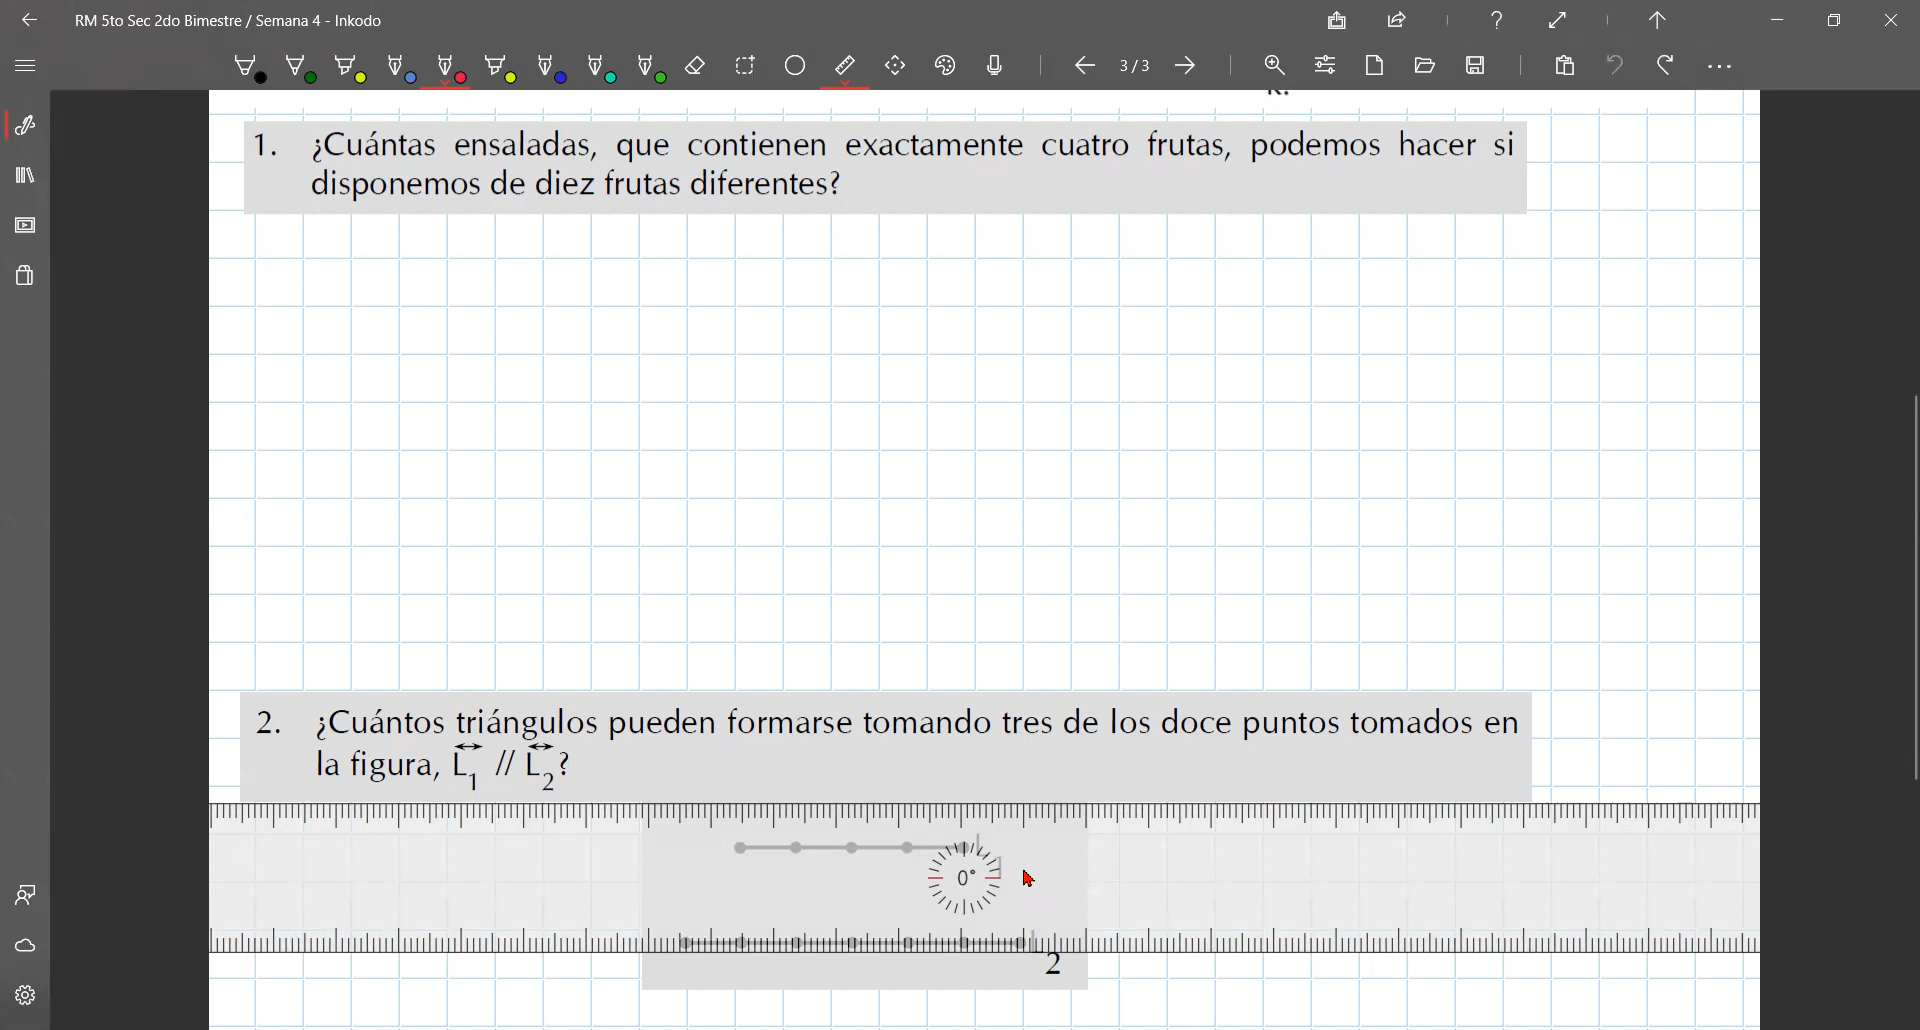 RM 5to Sec 2do Bimestre / Semana 4 - Inkodo
3 / 3
1. ¿Cuántas ensaladas, que contienen exactamente cuatro frutas, podemos hacer si
disponemos de diez frutas diferentes?
2. ¿Cuántos triángulos pueden formarse tomando tres de los doce puntos tomados en
la figura, L1 // L2?
0°
2